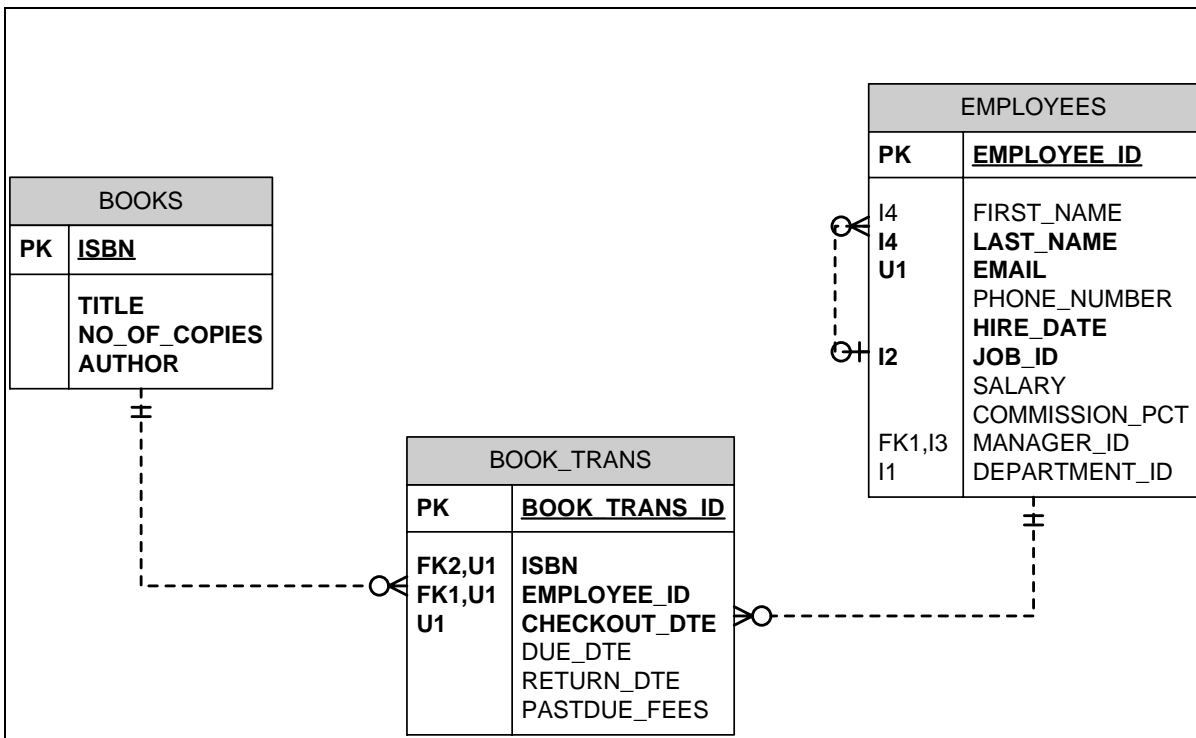 BOOKS
PK ISBN
TITLE
NO_OF_COPIES
AUTHOR
EMPLOYEES
PK EMPLOYEE_ID
I4 FIRST_NAME
I4 LAST_NAME
U1 EMAIL
PHONE_NUMBER
HIRE_DATE
I2 JOB_ID
SALARY
COMMISSION_PCT
FK1,I3 MANAGER_ID
I1 DEPARTMENT_ID
BOOK_TRANS
PK BOOK_TRANS_ID
FK2,U1 ISBN
FK1,U1 EMPLOYEE_ID
U1 CHECKOUT_DTE
DUE_DTE
RETURN_DTE
PASTDUE_FEES